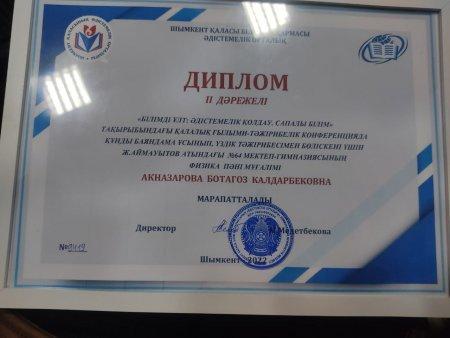 ШЫМКЕНТ ҚАЛАСЫ БІЛІМ БАСҚАРМАСЫ
ӘДІСТЕМЕЛІК ОРТАЛЫҚ
ДИПЛОМ
II ДӘРЕЖЕЛІ
«БІЛІМДІ ҰЛТ: ӘДІСТЕМЕЛІК ҚОЛДАУ, САПАЛЫ БІЛІМ»
ТАҚЫРЫБЫНДАҒЫ ҚАЛАЛЫҚ ҒЫЛЫМИ-ТӘЖІРИБЕЛІК КОНФЕРЕНЦИЯДА
ҚҰНДЫ БАЯНДАМА ҰСЫНЫП, ҮЗДІК ТӘЖІРИБЕСІМЕН БӨЛІСКЕНІ ҮШІН
Ж.АЙМАУЫТОВ АТЫНДАҒЫ №64 МЕКТЕП-ГИМНАЗИЯСЫНЫҢ
ФИЗИКА ПӘНІ МҰҒАЛІМІ
АКНАЗАРОВА БОТАГОЗ КАЛДАРБЕКОВНА
МАРАПАТТАЛАДЫ
Директор Медетбекова
Шымкент 2022